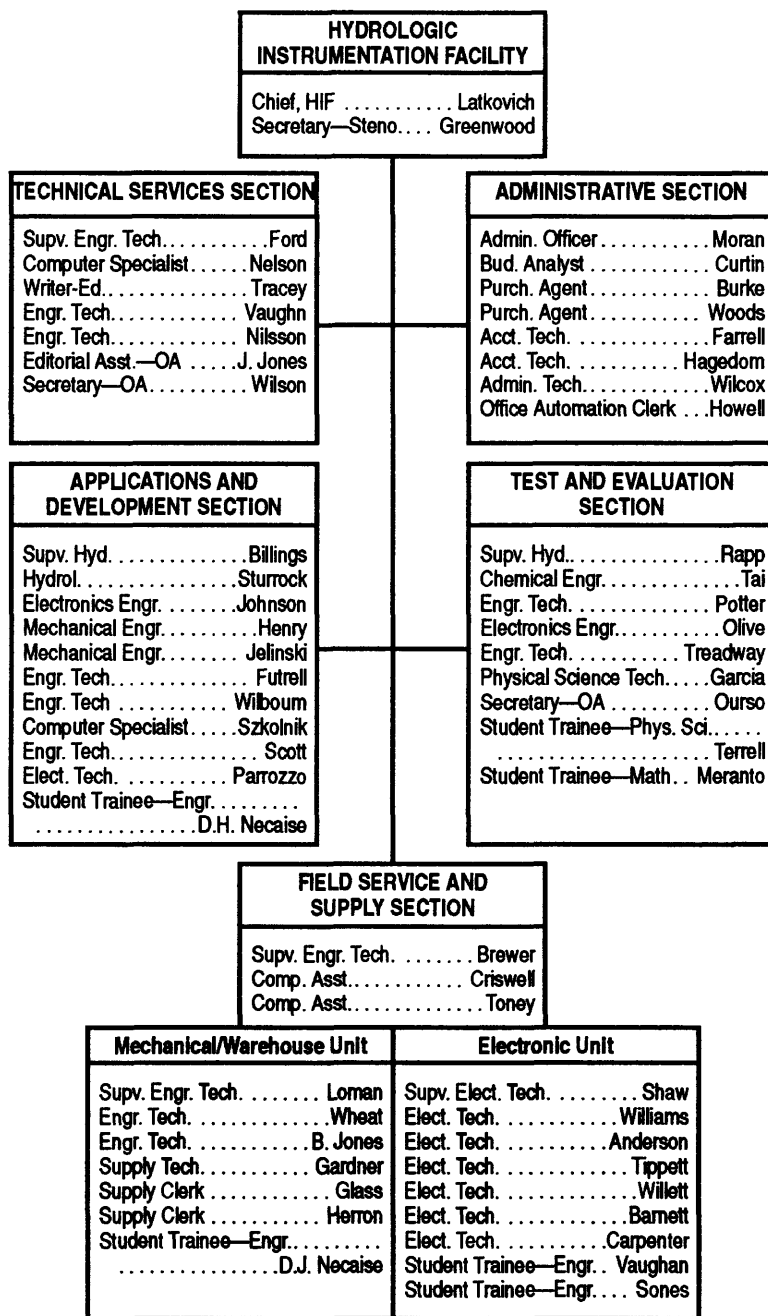 HYDROLOGIC
INSTRUMENTATION FACILITY
Chief, HIF ........... Latkovich
Secretary—Steno.... Greenwood
TECHNICAL SERVICES SECTION
Supv. Engr. Tech...........Ford
Computer Specialist......Nelson
Writer-Ed...............Tracey
Engr. Tech.............Vaughn
Engr. Tech.............Nilsson
Editorial Asst.—OA .....J. Jones
Secretary—OA..........Wilson
ADMINISTRATIVE SECTION
Admin. Officer ...........Moran
Bud. Analyst ............Curtin
Purch. Agent ............Burke
Purch. Agent ...........Woods
Acct. Tech. .............Farrell
Acct. Tech. ..........Hagedorn
Admin. Tech............Wilcox
Office Automation Clerk ...Howell
APPLICATIONS AND
DEVELOPMENT SECTION
Supv. Hyd..............Billings
Hydrol................Sturrock
Electronics Engr.........Johnson
Mechanical Engr..........Henry
Mechanical Engr.........Jelinski
Engr. Tech..............Futrell
Engr. Tech ...........Wilbourn
Computer Specialist.....Szkolnik
Engr. Tech...............Scott
Elect. Tech. ..........Parrozzo
Student Trainee—Engr.........
................D.H. Necaise
TEST AND EVALUATION
SECTION
Supv. Hyd................Rapp
Chemical Engr..............Tai
Engr. Tech..............Potter
Electronics Engr..........Olive
Engr. Tech...........Treadway
Physical Science Tech.....Garcia
Secretary—OA ..........Ourso
Student Trainee—Phys. Sci......
......................Terrell
Student Trainee—Math.. Meranto
FIELD SERVICE AND
SUPPLY SECTION
Supv. Engr. Tech. ....... Brewer
Comp. Asst............ Criswell
Comp. Asst..............Toney
Mechanical/Warehouse Unit
Supv. Engr. Tech........ Loman
Engr. Tech..............Wheat
Engr. Tech.............B. Jones
Supply Tech...........Gardner
Supply Clerk ............Glass
Supply Clerk ...........Herron
Student Trainee—Engr..........
................D.J. Necaise
Electronic Unit
Supv. Elect. Tech..........Shaw
Elect. Tech............Williams
Elect. Tech...........Anderson
Elect. Tech.............Tippett
Elect. Tech..............Willett
Elect. Tech.............Barnett
Elect. Tech...........Carpenter
Student Trainee—Engr.. Vaughan
Student Trainee—Engr.... Sones